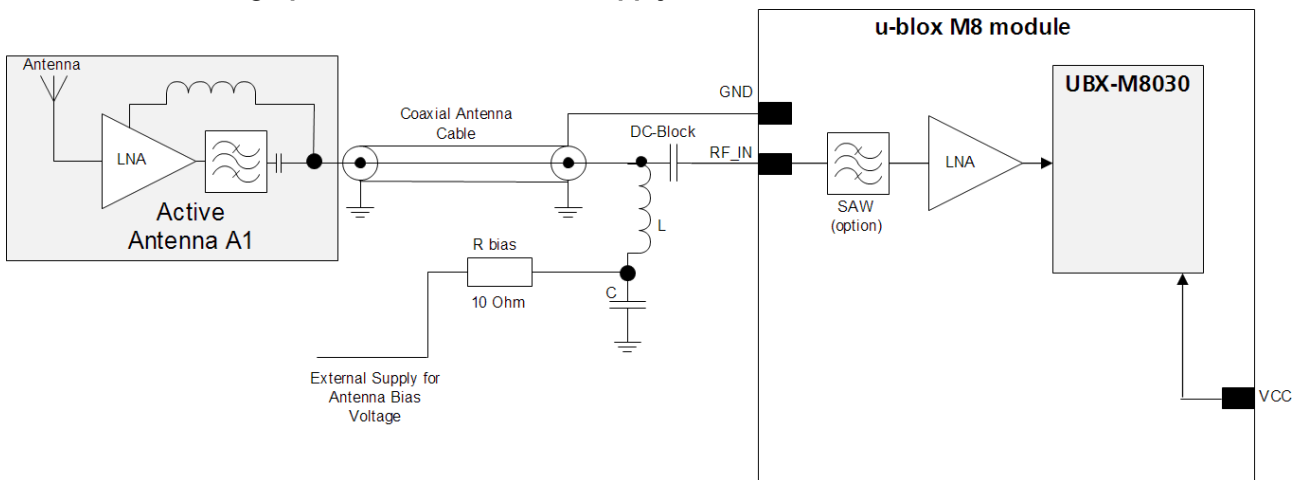 u-blox M8 module
Antenna
UBX-M8030
GND
Coaxial Antenna
Cable
DC-Block
RF_IN
LNA
LNA
Active
Antenna A1
SAW
(option)
L
R bias
C
10 Ohm
External Supply for
Antenna Bias
Voltage
VCC